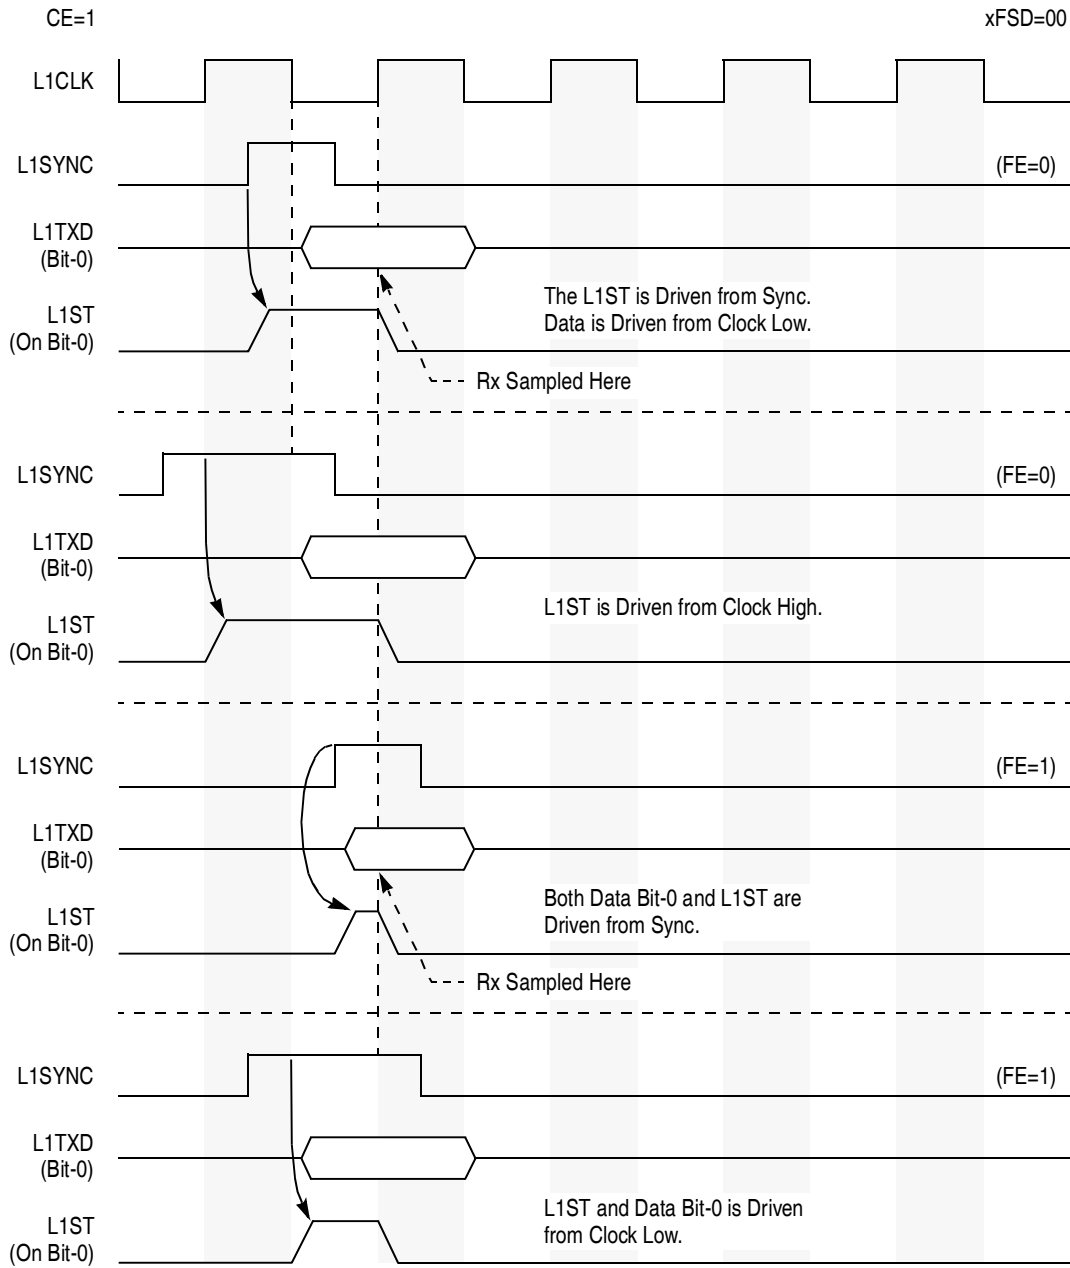 CE=1
xFSD=00
L1CLK
L1SYNC
(FE=0)
L1TXD
(Bit-0)
L1ST
(On Bit-0)
The L1ST is Driven from Sync.
Data is Driven from Clock Low.
Rx Sampled Here
L1SYNC
(FE=0)
L1TXD
(Bit-0)
L1ST
(On Bit-0)
L1ST is Driven from Clock High.
L1SYNC
(FE=1)
L1TXD
(Bit-0)
L1ST
(On Bit-0)
Both Data Bit-0 and L1ST are
Driven from Sync.
Rx Sampled Here
L1SYNC
(FE=1)
L1TXD
(Bit-0)
L1ST
(On Bit-0)
L1ST and Data Bit-0 is Driven
from Clock Low.